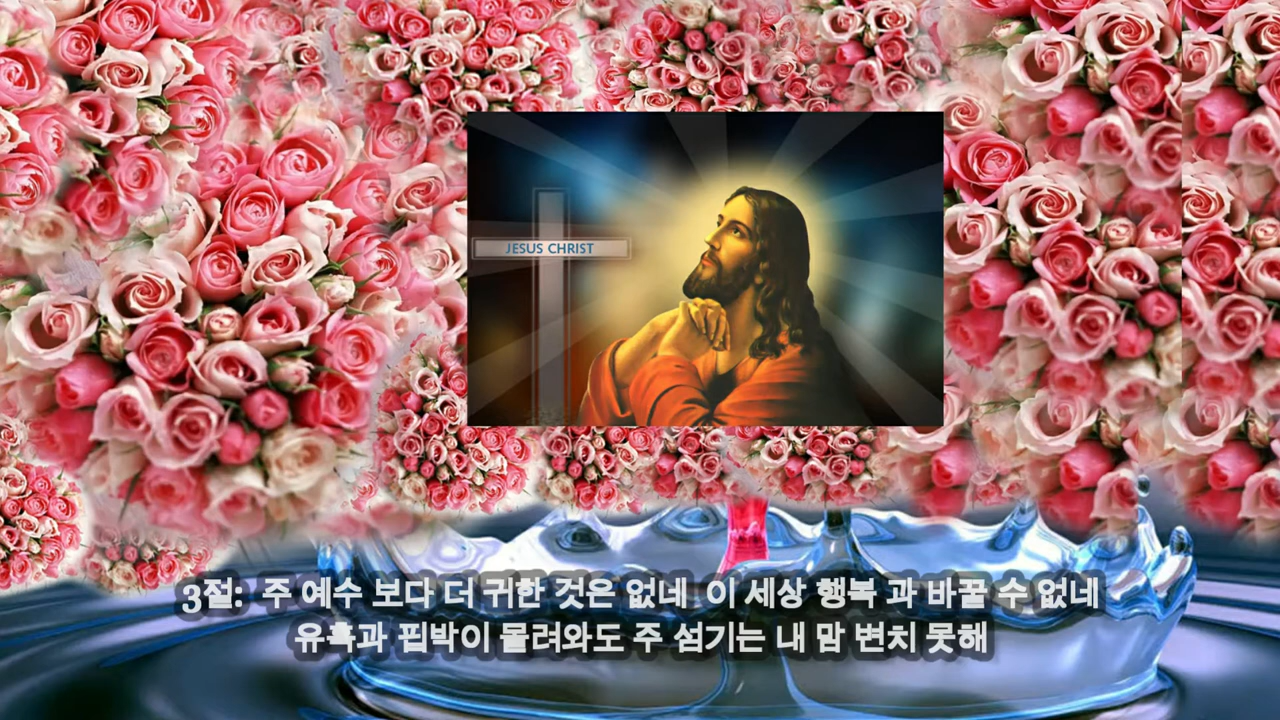 JESUS CHRIST
3절: 주 예수 보다 더 귀한 것은 없네 이 세상 행복 과 바꿀 수 없네
유혹과 핍박이 몰려와도 주 섬기는 내 맘 변치 못해